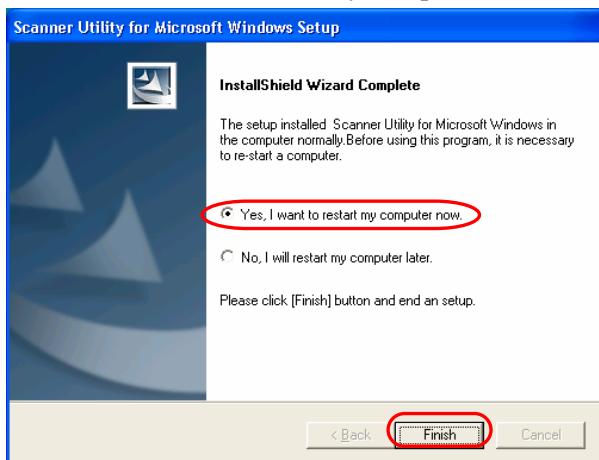 Scanner Utility for Microsoft Windows Setup
InstallShield Wizard Complete
The setup installed Scanner Utility for Microsoft Windows in
the computer normally.Before using this program, it is necessary
to re-start a computer.
Yes, I want to restart my computer now.
No, I will restart my computer later.
Please click [Finish] button and end an setup.
< Back
Finish
Cancel